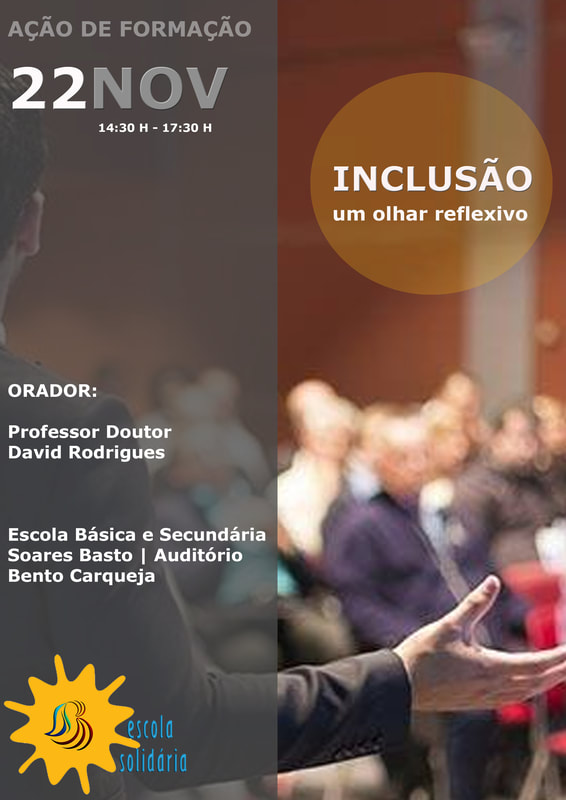 AÇÃO DE FORMAÇÃO
22NOV
14:30 H - 17:30 H
INCLUSÃO
um olhar reflexivo
ORADOR:
Professor Doutor
David Rodrigues
Escola Básica e Secundária
Soares Basto | Auditório
Bento Carqueja
escola
solidária